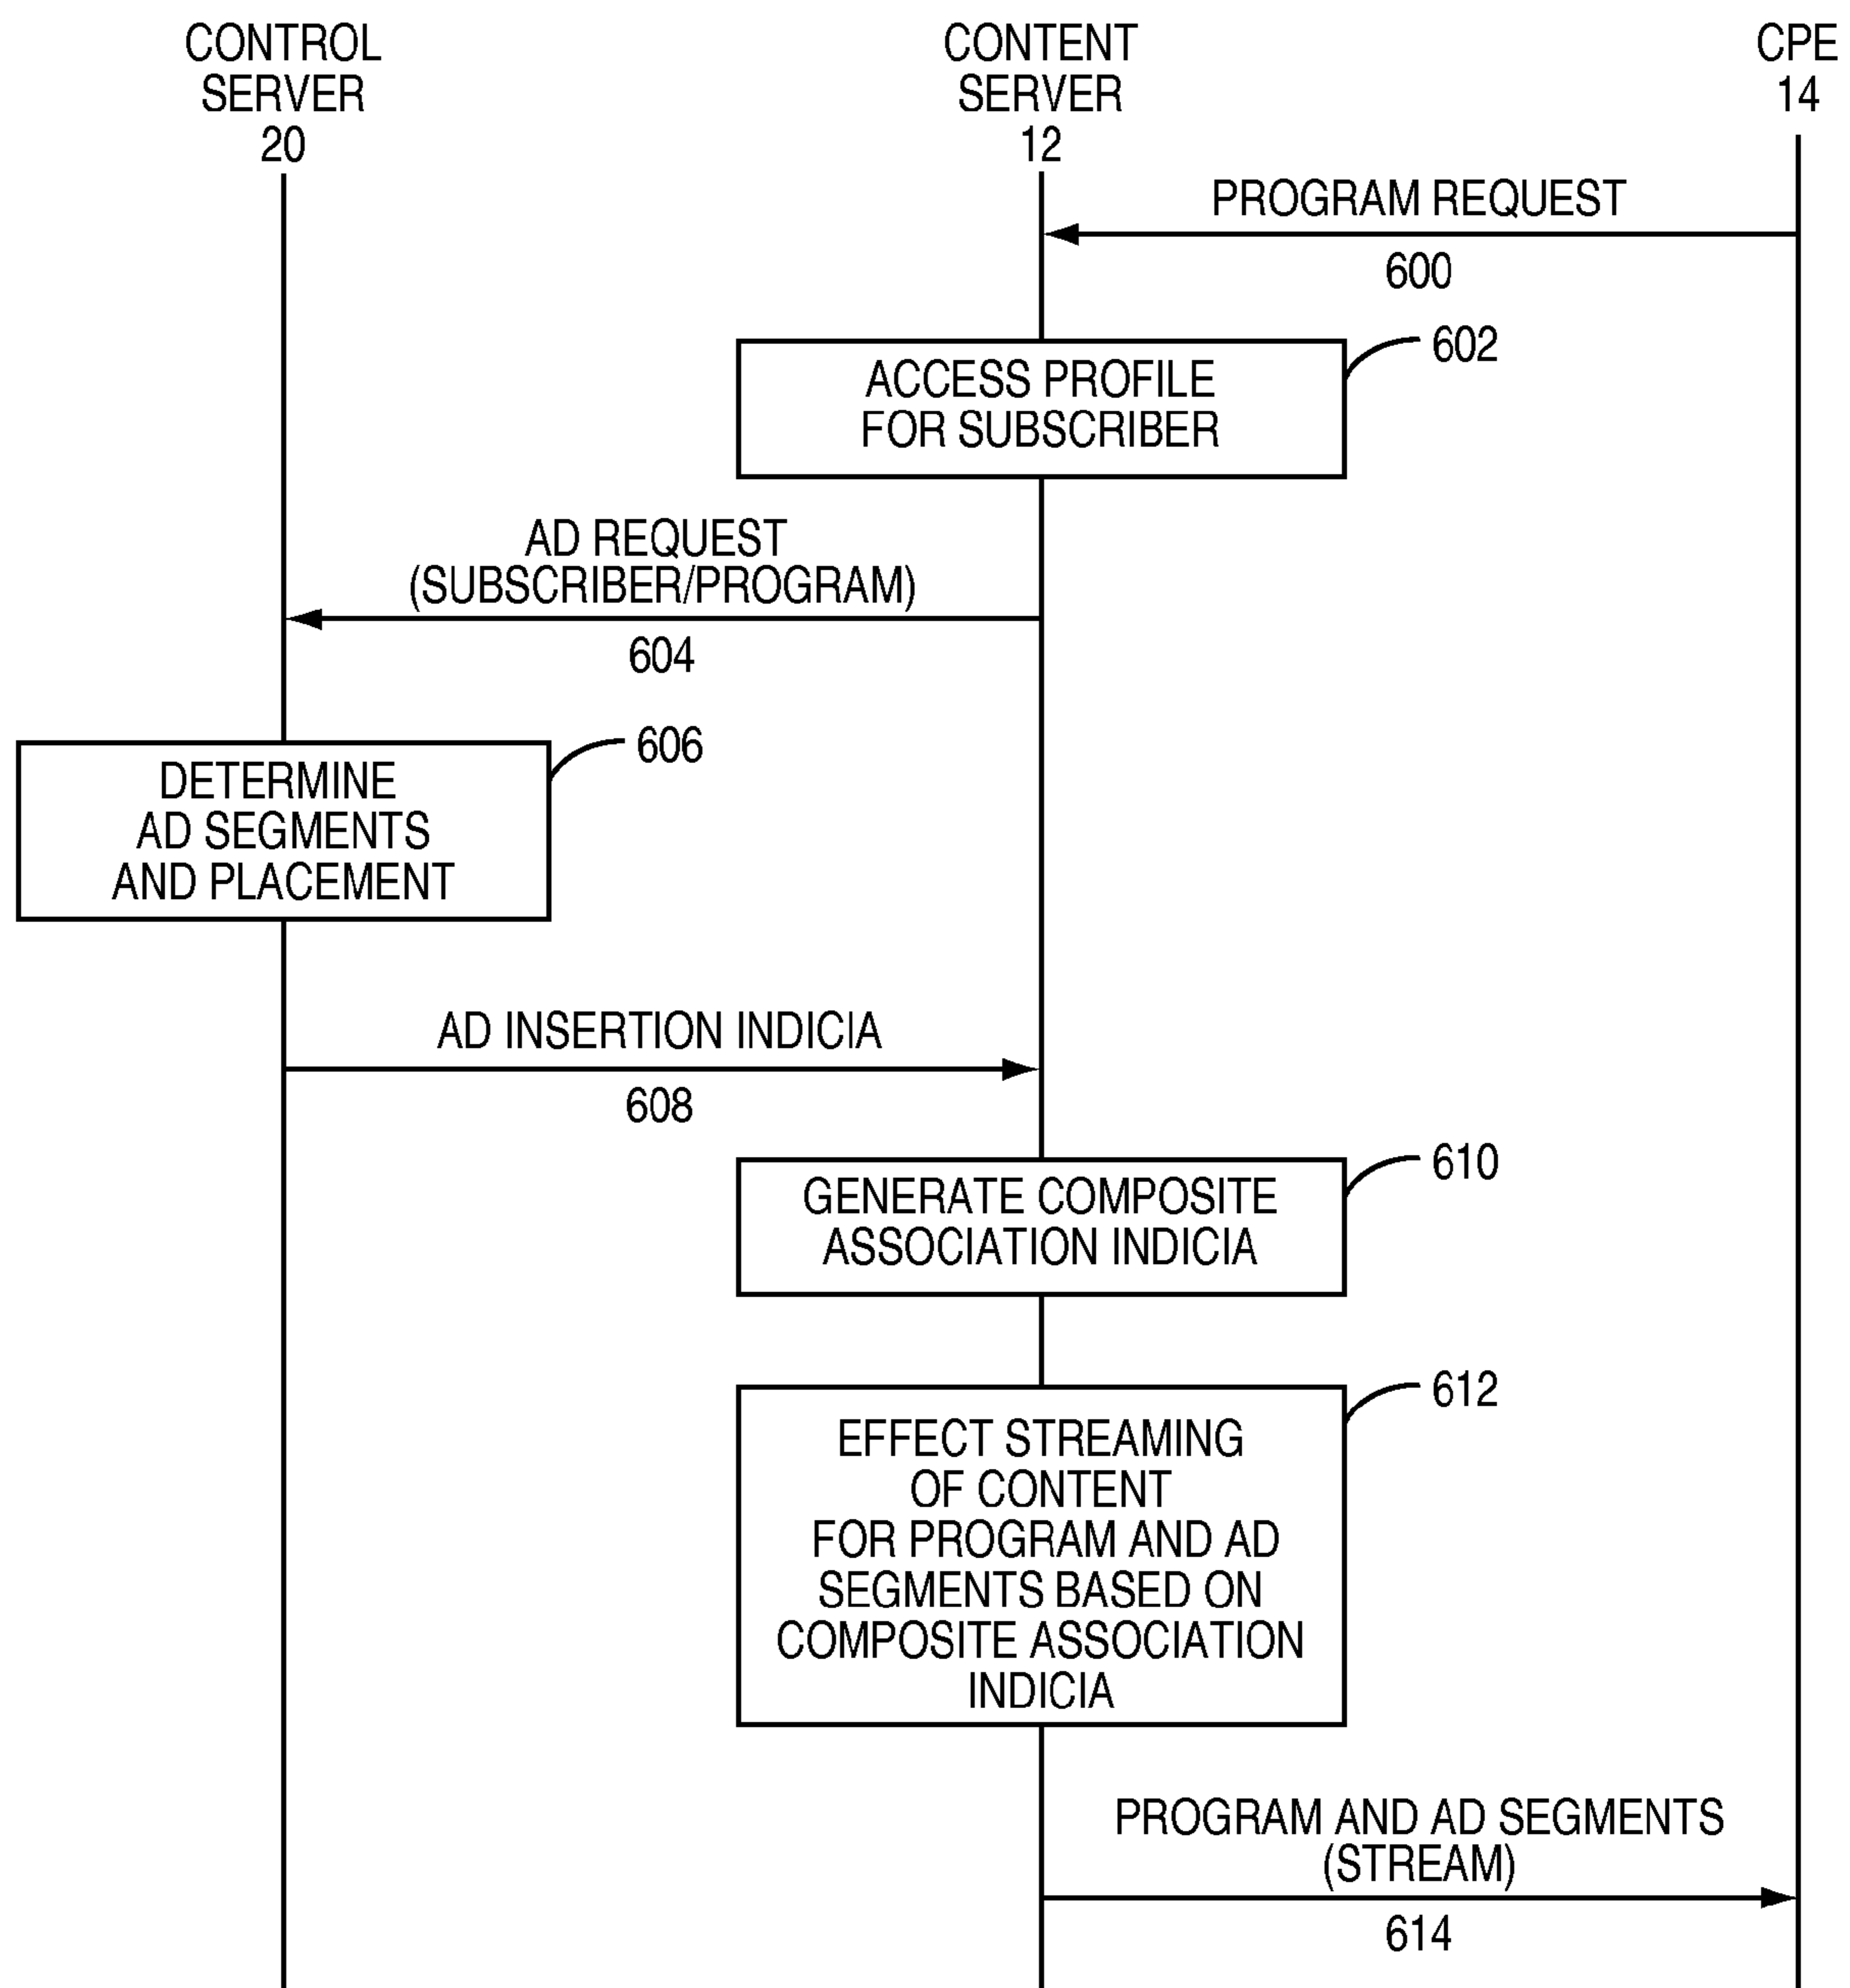 CONTROL
SERVER
20
CONTENT
SERVER
12
CPE
14
PROGRAM REQUEST
600
ACCESS PROFILE
FOR SUBSCRIBER
602
AD REQUEST
(SUBSCRIBER/PROGRAM)
604
DETERMINE
AD SEGMENTS
AND PLACEMENT
606
AD INSERTION INDICIA
608
GENERATE COMPOSITE
ASSOCIATION INDICIA
610
EFFECT STREAMING
OF CONTENT
FOR PROGRAM AND AD
SEGMENTS BASED ON
COMPOSITE ASSOCIATION
INDICIA
612
PROGRAM AND AD SEGMENTS
(STREAM)
614